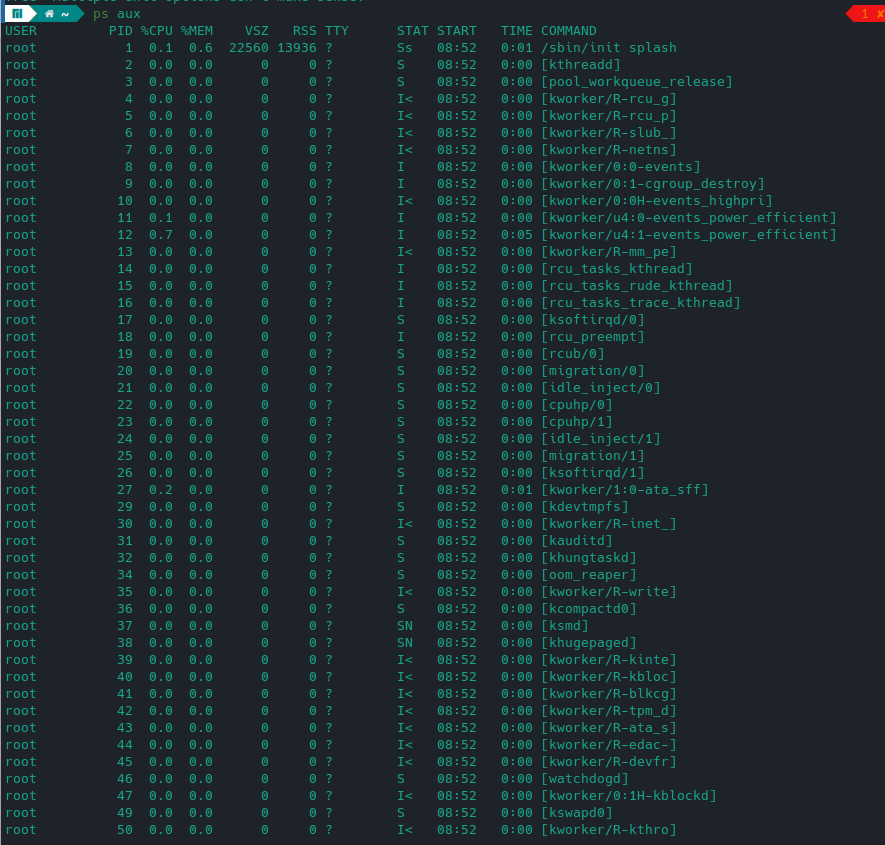 ~ ps aux 1 ✘
USER PID %CPU %MEM VSZ RSS TTY STAT START TIME COMMAND
root 1 0.1 0.6 22560 13936 ? Ss 08:52 0:01 /sbin/init splash
root 2 0.0 0.0 0 0 ? S 08:52 0:00 [kthreadd]
root 3 0.0 0.0 0 0 ? S 08:52 0:00 [pool_workqueue_release]
root 4 0.0 0.0 0 0 ? I< 08:52 0:00 [kworker/R-rcu_g]
root 5 0.0 0.0 0 0 ? I< 08:52 0:00 [kworker/R-rcu_p]
root 6 0.0 0.0 0 0 ? I< 08:52 0:00 [kworker/R-slub_]
root 7 0.0 0.0 0 0 ? I< 08:52 0:00 [kworker/R-netns]
root 8 0.0 0.0 0 0 ? I 08:52 0:00 [kworker/0:0-events]
root 9 0.0 0.0 0 0 ? I 08:52 0:00 [kworker/0:1-cgroup_destroy]
root 10 0.0 0.0 0 0 ? I< 08:52 0:00 [kworker/0:0H-events_highpri]
root 11 0.1 0.0 0 0 ? I 08:52 0:00 [kworker/u4:0-events_power_efficient]
root 12 0.7 0.0 0 0 ? I 08:52 0:05 [kworker/u4:1-events_power_efficient]
root 13 0.0 0.0 0 0 ? I< 08:52 0:00 [kworker/R-mm_pe]
root 14 0.0 0.0 0 0 ? I 08:52 0:00 [rcu_tasks_kthread]
root 15 0.0 0.0 0 0 ? I 08:52 0:00 [rcu_tasks_rude_kthread]
root 16 0.0 0.0 0 0 ? I 08:52 0:00 [rcu_tasks_trace_kthread]
root 17 0.0 0.0 0 0 ? S 08:52 0:00 [ksoftirqd/0]
root 18 0.0 0.0 0 0 ? I 08:52 0:00 [rcu_preempt]
root 19 0.0 0.0 0 0 ? S 08:52 0:00 [rcub/0]
root 20 0.0 0.0 0 0 ? S 08:52 0:00 [migration/0]
root 21 0.0 0.0 0 0 ? S 08:52 0:00 [idle_inject/0]
root 22 0.0 0.0 0 0 ? S 08:52 0:00 [cpuhp/0]
root 23 0.0 0.0 0 0 ? S 08:52 0:00 [cpuhp/1]
root 24 0.0 0.0 0 0 ? S 08:52 0:00 [idle_inject/1]
root 25 0.0 0.0 0 0 ? S 08:52 0:00 [migration/1]
root 26 0.0 0.0 0 0 ? S 08:52 0:00 [ksoftirqd/1]
root 27 0.2 0.0 0 0 ? I 08:52 0:01 [kworker/1:0-ata_sff]
root 29 0.0 0.0 0 0 ? S 08:52 0:00 [kdevtmpfs]
root 30 0.0 0.0 0 0 ? I< 08:52 0:00 [kworker/R-inet_]
root 31 0.0 0.0 0 0 ? S 08:52 0:00 [kauditd]
root 32 0.0 0.0 0 0 ? S 08:52 0:00 [khungtaskd]
root 34 0.0 0.0 0 0 ? S 08:52 0:00 [oom_reaper]
root 35 0.0 0.0 0 0 ? I< 08:52 0:00 [kworker/R-write]
root 36 0.0 0.0 0 0 ? S 08:52 0:00 [kcompactd0]
root 37 0.0 0.0 0 0 ? SN 08:52 0:00 [ksmd]
root 38 0.0 0.0 0 0 ? SN 08:52 0:00 [khugepaged]
root 39 0.0 0.0 0 0 ? I< 08:52 0:00 [kworker/R-kinte]
root 40 0.0 0.0 0 0 ? I< 08:52 0:00 [kworker/R-kbloc]
root 41 0.0 0.0 0 0 ? I< 08:52 0:00 [kworker/R-blkcg]
root 42 0.0 0.0 0 0 ? I< 08:52 0:00 [kworker/R-tpm_d]
root 43 0.0 0.0 0 0 ? I< 08:52 0:00 [kworker/R-ata_s]
root 44 0.0 0.0 0 0 ? I< 08:52 0:00 [kworker/R-edac-]
root 45 0.0 0.0 0 0 ? I< 08:52 0:00 [kworker/R-devfr]
root 46 0.0 0.0 0 0 ? S 08:52 0:00 [watchdogd]
root 47 0.0 0.0 0 0 ? I< 08:52 0:00 [kworker/0:1H-kblockd]
root 49 0.0 0.0 0 0 ? S 08:52 0:00 [kswapd0]
root 50 0.0 0.0 0 0 ? I< 08:52 0:00 [kworker/R-kthro]